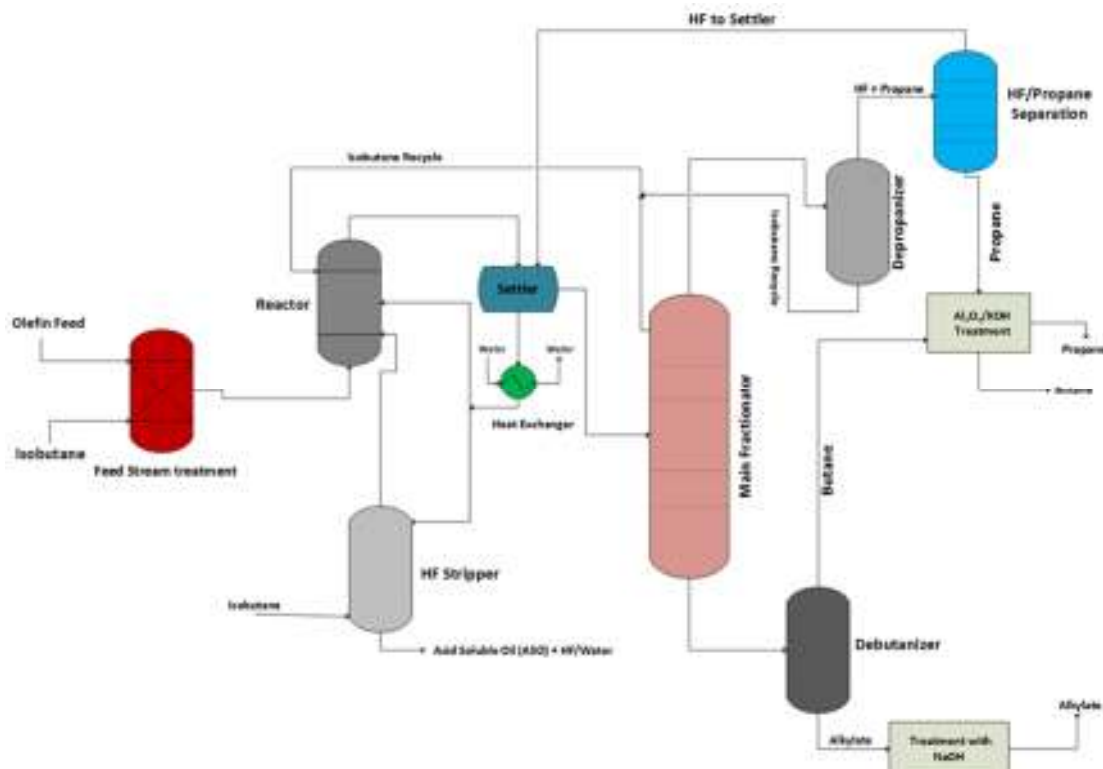 HF to Settler
HF + Propane
HF/Propane
Separation
Isobutane Recycle
Isobutane Recycle
Depropanizer
Propane
Reactor
Settler
Olefin Feed
Al₂O₃/KOH
Treatment
Propane
Butane
Water
Water
Heat Exchanger
Main Fractionator
Isobutane
Feed Stream treatment
Butane
HF Stripper
Isobutane
Acid Soluble Oil (ASO) + HF/Water
Debutanizer
Alkylate
Alkylate
Treatment with
NaOH